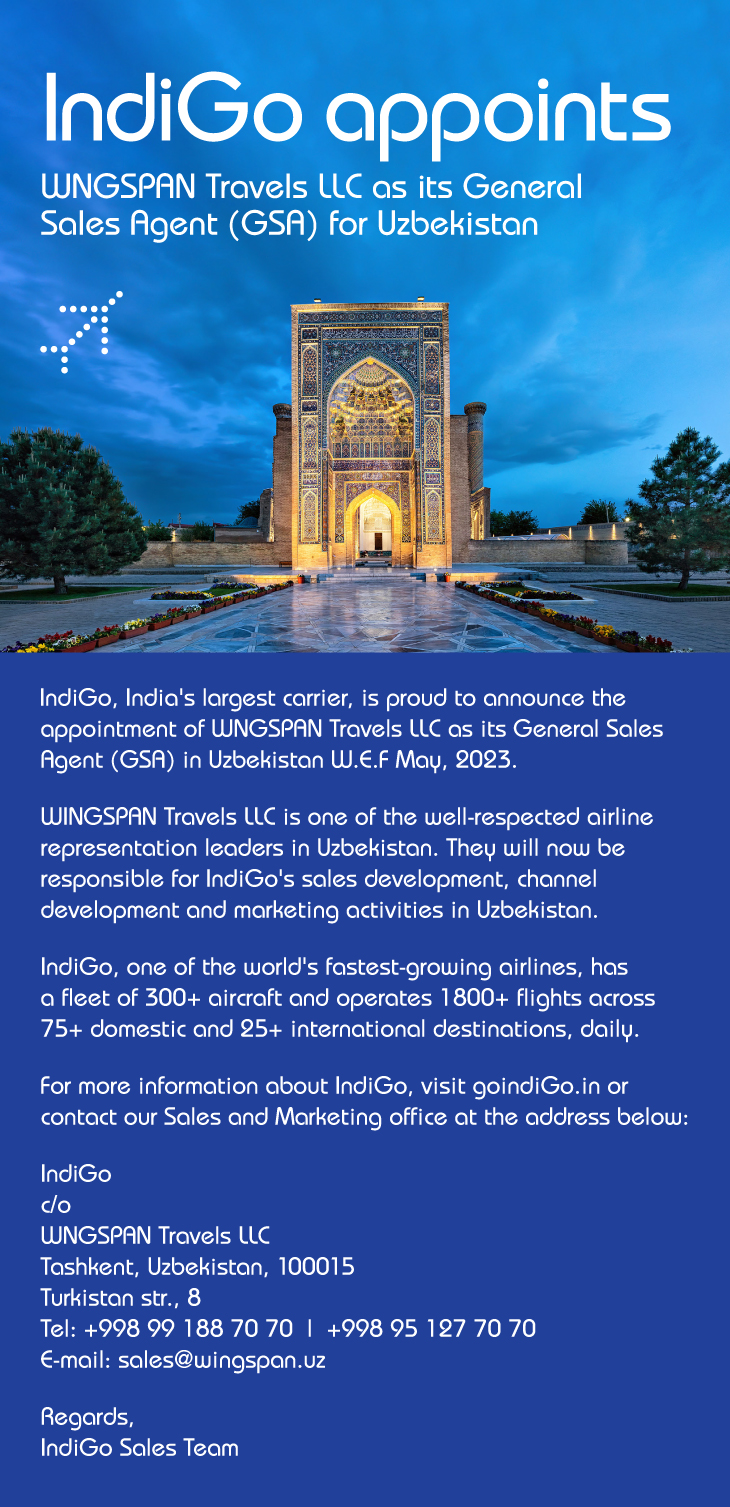 IndiGo appoints
WNGSPAN Travels LLC as its General
Sales Agent (GSA) for Uzbekistan
IndiGo, India's largest carrier, is proud to announce the
appointment of WNGSPAN Travels LLC as its General Sales
Agent (GSA) in Uzbekistan W.E.F May, 2023.
WINGSPAN Travels LLC is one of the well-respected airline
representation leaders in Uzbekistan. They will now be
responsible for IndiGo's sales development, channel
development and marketing activities in Uzbekistan.
IndiGo, one of the world's fastest-growing airlines, has
a fleet of 300+ aircraft and operates 1800+ flights across
75+ domestic and 25+ international destinations, daily.
For more information about IndiGo, visit goindiGo.in or
contact our Sales and Marketing office at the address below:
IndiGo
c/o
WNGSPAN Travels LLC
Tashkent, Uzbekistan, 100015
Turkistan str., 8
Tel: +998 99 188 70 70 | +998 95 127 70 70
E-mail: sales@wingspan.uz
Regards,
IndiGo Sales Team